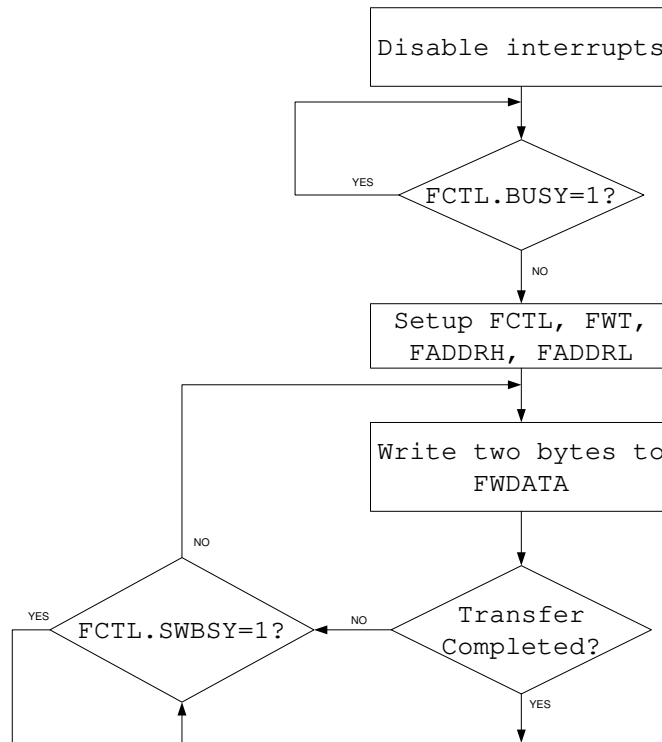 Disable interrupts
YES
FCTL.BUSY=1?
NO
Setup FCTL, FWT,
FADDRH, FADDRL
Write two bytes to
FWDATA
NO
YES
FCTL.SWBSY=1?
NO
Transfer
Completed?
YES